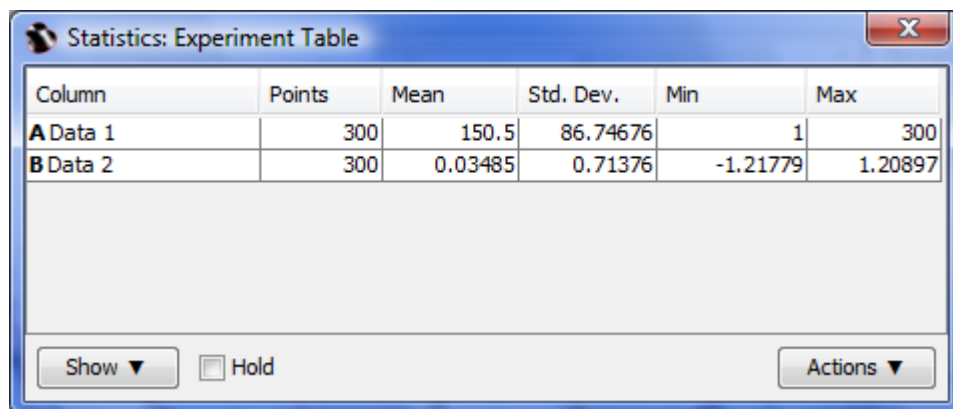 Statistics: Experiment Table
Column Points Mean Std. Dev. Min Max
A Data 1 300 150.5 86.74676 1 300
B Data 2 300 0.03485 0.71376 -1.21779 1.20897
Show ▼ Hold Actions ▼